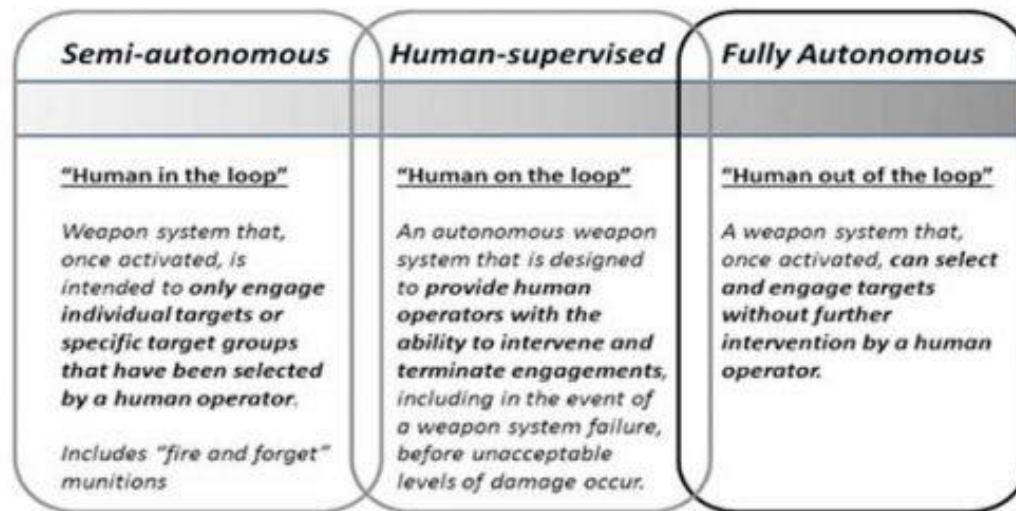 Semi-autonomous
Human-supervised
Fully Autonomous
"Human in the loop"
Weapon system that,
once activated, is
intended to only engage
individual targets or
specific target groups
that have been selected
by a human operator.
Includes "fire and forget"
munitions
"Human on the loop"
An autonomous weapon
system that is designed
to provide human
operators with the
ability to intervene and
terminate engagements,
including in the event of
a weapon system failure,
before unacceptable
levels of damage occur.
"Human out of the loop"
A weapon system that,
once activated, can select
and engage targets
without further
intervention by a human
operator.